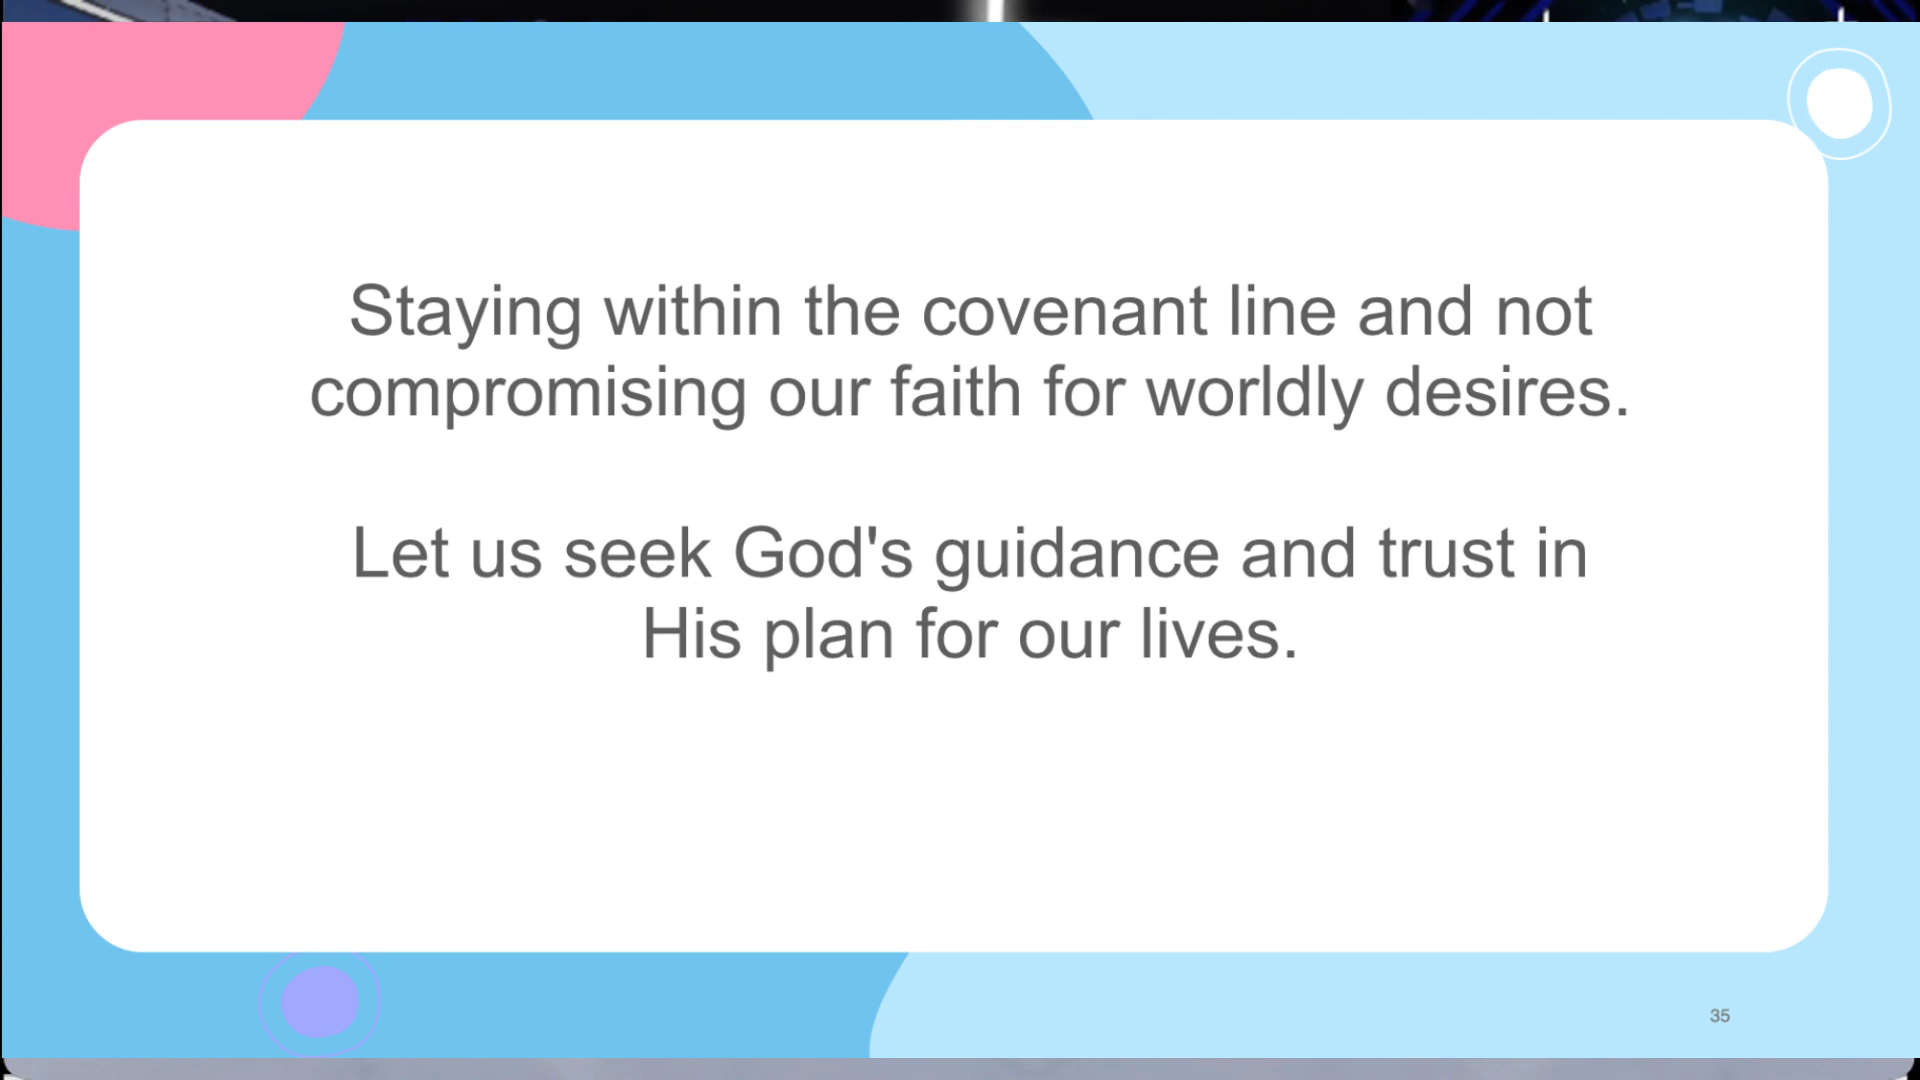 Staying within the covenant line and not
compromising our faith for worldly desires.
Let us seek God's guidance and trust in
His plan for our lives.
35